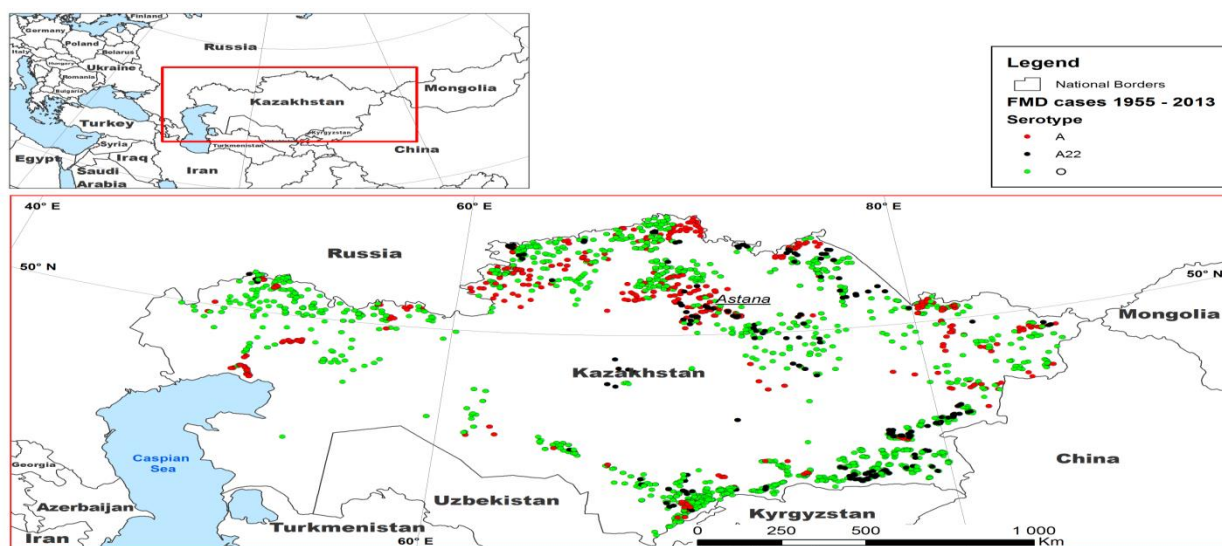 Germany
Poland
Belarus
Russia
Italy
Hungary
Ukraine
Romania
Bulgaria
Kazakhstan
Mongolia
Turkey
Kyrgyzstan
Turkmenistan
Syria
China
Egypt
Iraq
Iran
Saudi
Arabia
Legend
National Borders
FMD cases 1955 - 2013
Serotype
A
A22
O
40° E
60° E
80° E
Russia
50° N
50° N
Astana
Mongolia
Kazakhstan
Caspian
Sea
China
Georgia
Azerbaijan
Uzbekistan
Kyrgyzstan
Turkmenistan
Iran
60° E
0 250 500 1 000
Km